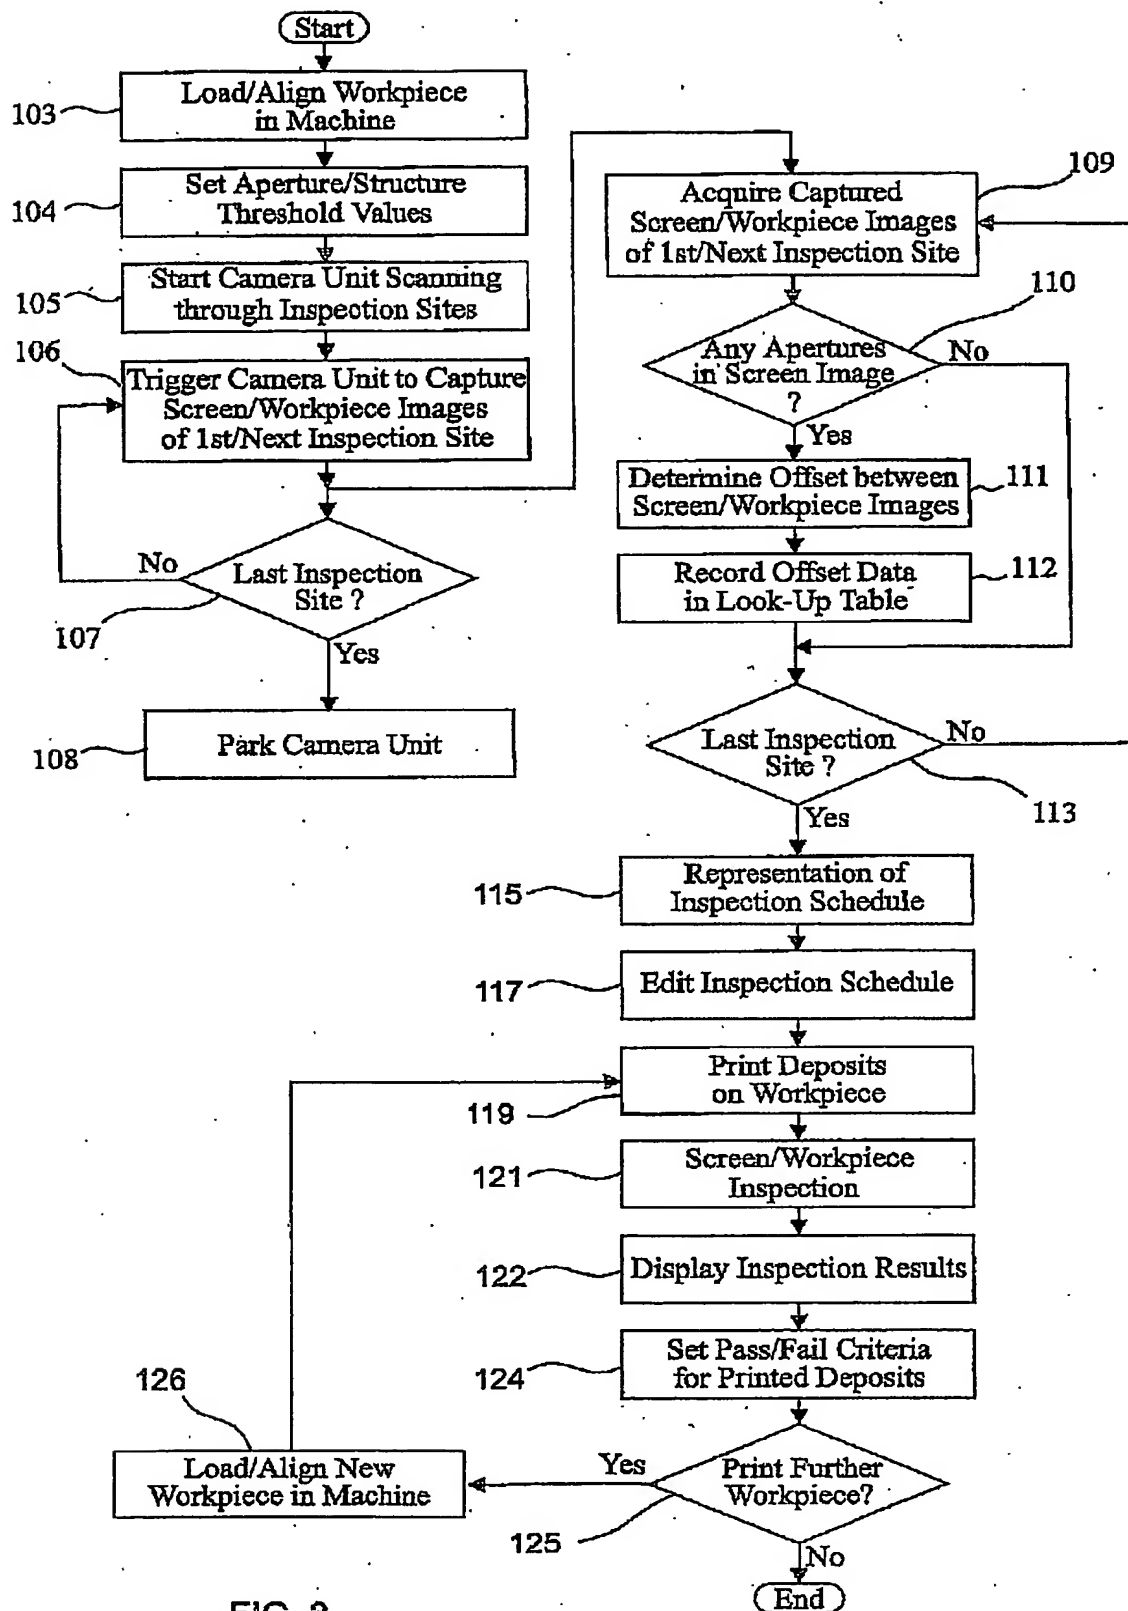 Start
103
Load/Align Workpiece
in Machine
104
Set Aperture/Structure
Threshold Values
105
Start Camera Unit Scanning
through Inspection Sites
106
Trigger Camera Unit to Capture
Screen/Workpiece Images
of 1st/Next Inspection Site
No
Last Inspection
Site ?
107
Yes
108
Park Camera Unit
109
Acquire Captured
Screen/Workpiece Images
of 1st/Next Inspection Site
110
Any Apertures
in Screen Image
?
No
Yes
Determine Offset between
Screen/Workpiece Images
111
Record Offset Data
in Look-Up Table
112
Last Inspection
Site ?
No
113
Yes
115
Representation of
Inspection Schedule
117
Edit Inspection Schedule
119
Print Deposits
on Workpiece
121
Screen/Workpiece
Inspection
122
Display Inspection Results
124
Set Pass/Fail Criteria
for Printed Deposits
126
Load/Align New
Workpiece in Machine
Yes
Print Further
Workpiece?
125
No
End